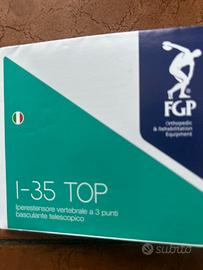 FGP
Orthopedic
& Rehabilitation
Equipment
I-35 TOP
Iperestensore vertebrale a 3 punti
basculante telescopico
subito